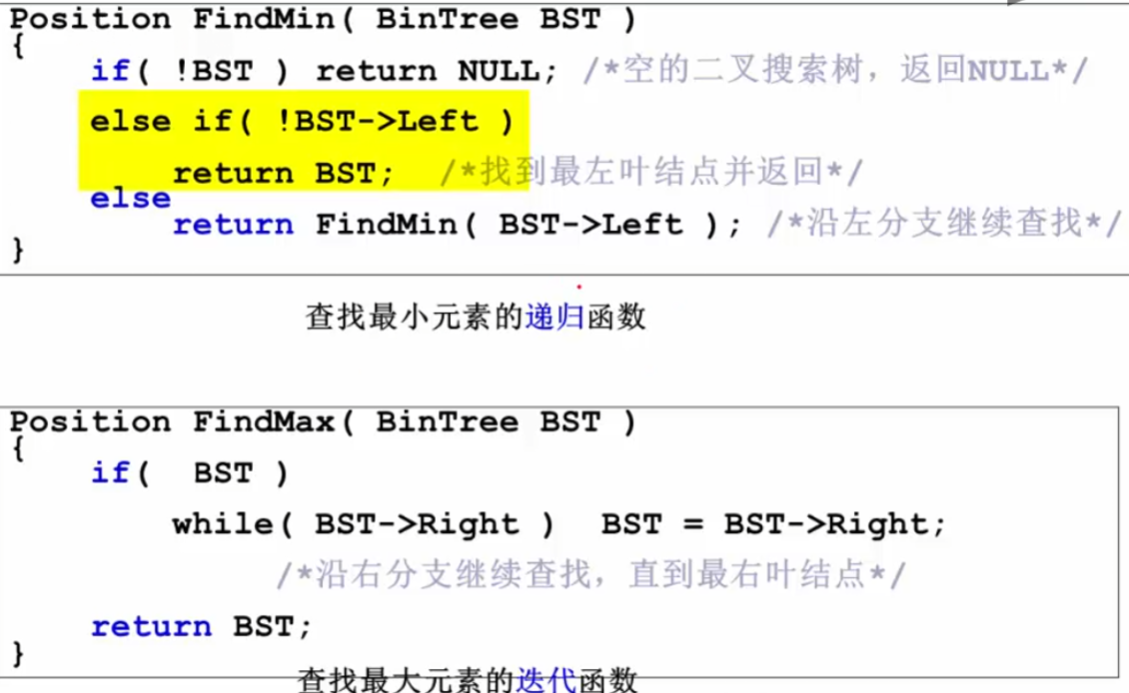 Position FindMin( BinTree BST )
{
if( !BST ) return NULL; /*空的二叉搜索树，返回NULL*/
else if( !BST->Left )
return BST; /*找到最左叶结点并返回*/
else
return FindMin( BST->Left ); /*沿左分支继续查找*/
}
查找最小元素的递归函数
Position FindMax( BinTree BST )
{
if( BST )
while( BST->Right ) BST = BST->Right;
/*沿右分支继续查找，直到最右叶结点*/
return BST;
}
查找最大元素的迭代函数